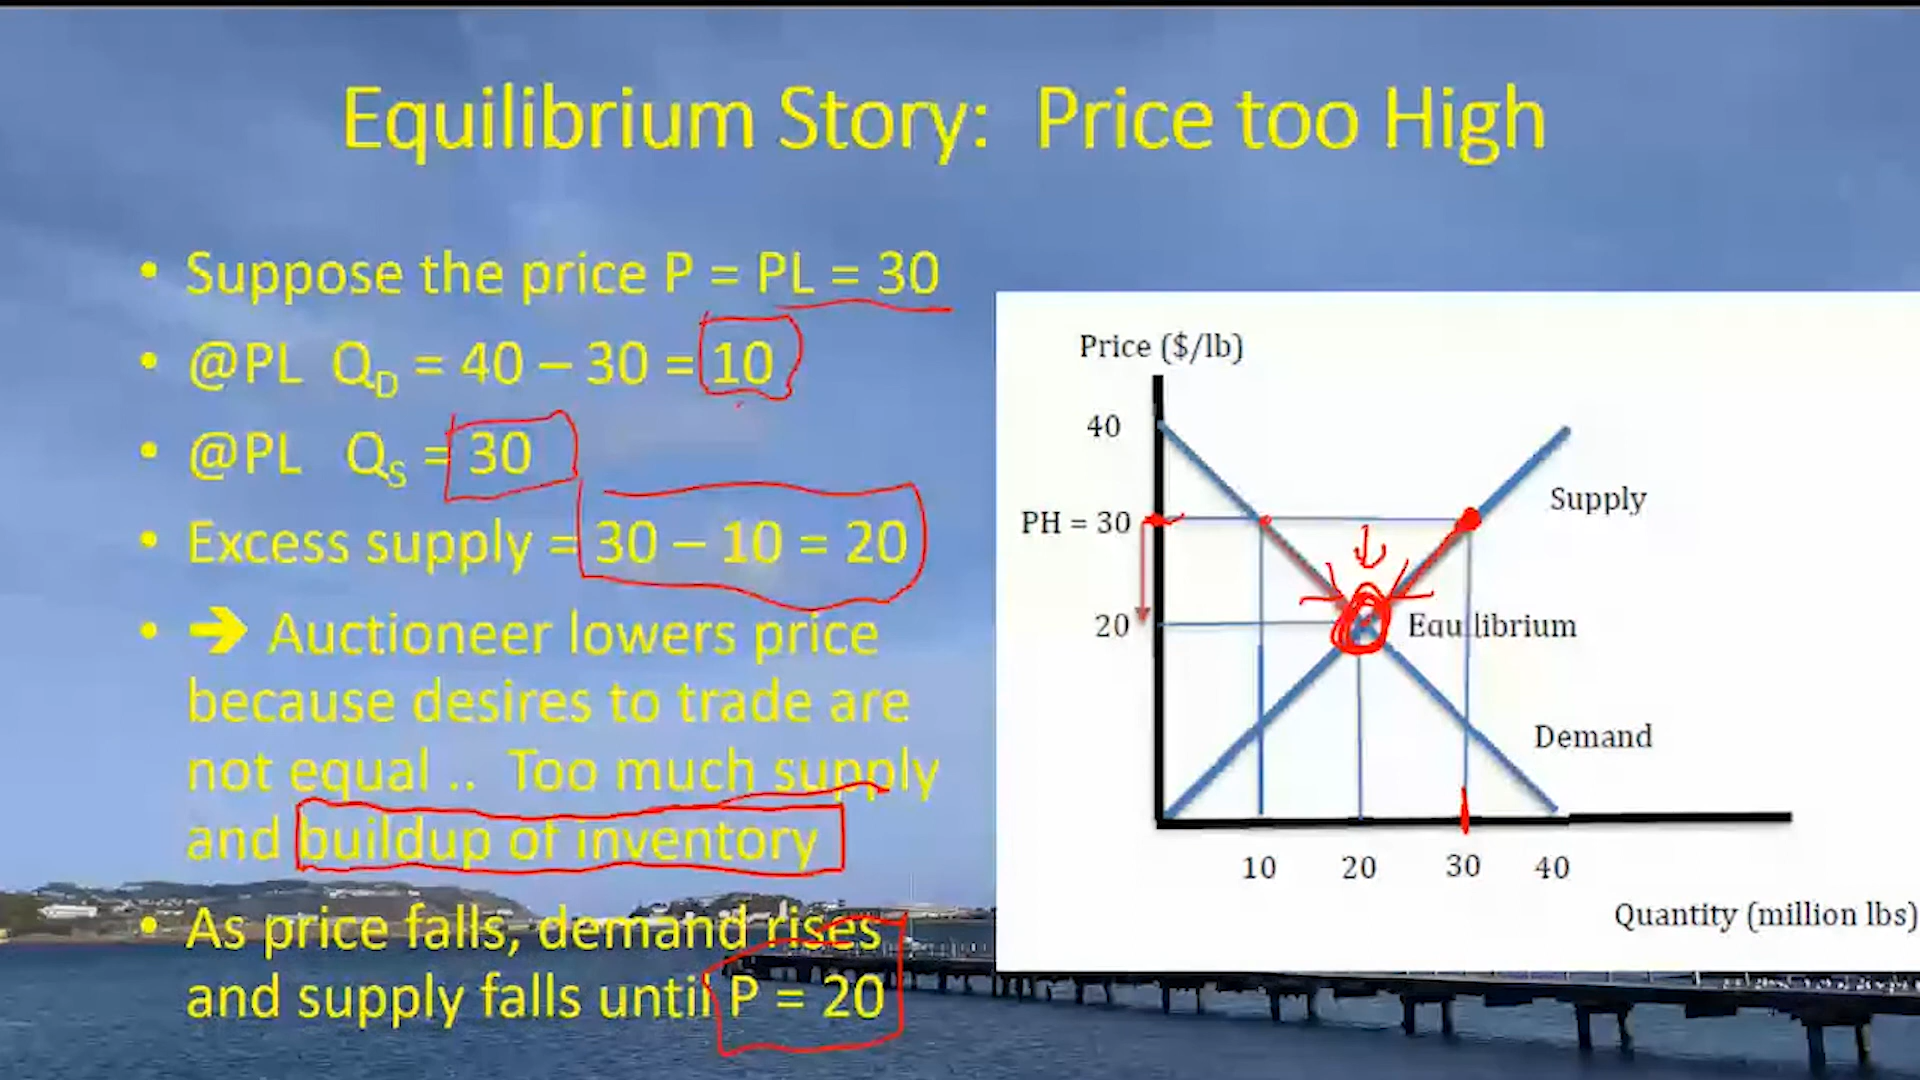 Equilibrium Story: Price too High
• Suppose the price P = PL = 30
• @PL QD = 40 – 30 = 10
• @PL QS = 30
• Excess supply = 30 – 10 = 20
• ➔ Auctioneer lowers price
because desires to trade are
not equal .. Too much supply
and buildup of inventory
• As price falls, demand rises
and supply falls until P = 20
Price ($/lb)
40
Supply
PH = 30
20
Equilibrium
Demand
10 20 30 40
Quantity (million lbs)